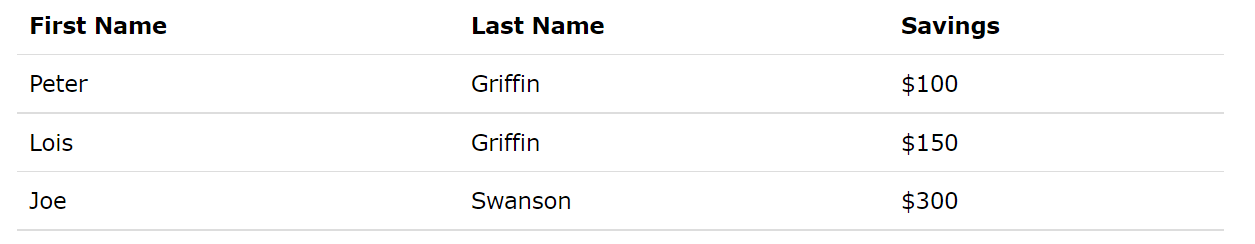 First Name Last Name Savings
Peter Griffin $100
Lois Griffin $150
Joe Swanson $300